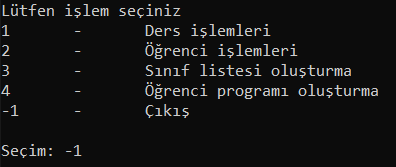 Lütfen işlem seçiniz
1 - Ders işlemleri
2 - Öğrenci işlemleri
3 - Sınıf listesi oluşturma
4 - Öğrenci programı oluşturma
-1 - Çıkış
Seçim: -1